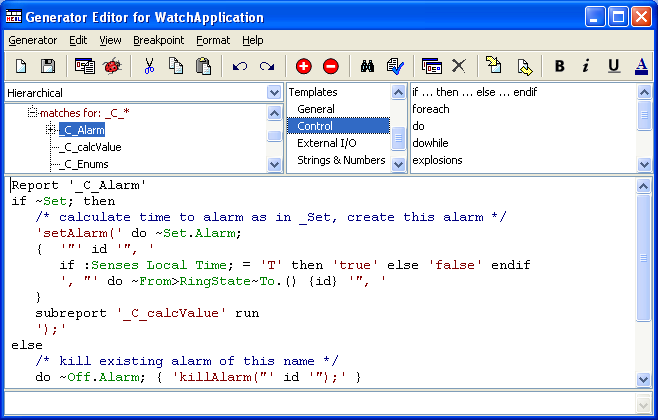 Generator Editor for WatchApplication
Generator Edit View Breakpoint Format Help
B i U A
Hierarchical
matches for: _C_*
_C_Alarm
_C_calcValue
_C_Enums
Templates
General
Control
External I/O
Strings & Numbers
if ... then ... else ... endif
foreach
do
dowhile
explosions
Report '_C_Alarm'
if ~Set; then
/* calculate time to alarm as in _Set, create this alarm */
'setAlarm(' do ~Set.Alarm;
{ '"' id '", '
if :Senses Local Time; = 'T' then 'true' else 'false' endif
', "' do ~From>RingState~To.() {id} '", '
}
subreport '_C_calcValue' run
');'
else
/* kill existing alarm of this name */
do ~Off.Alarm; { 'killAlarm("' id '");' }